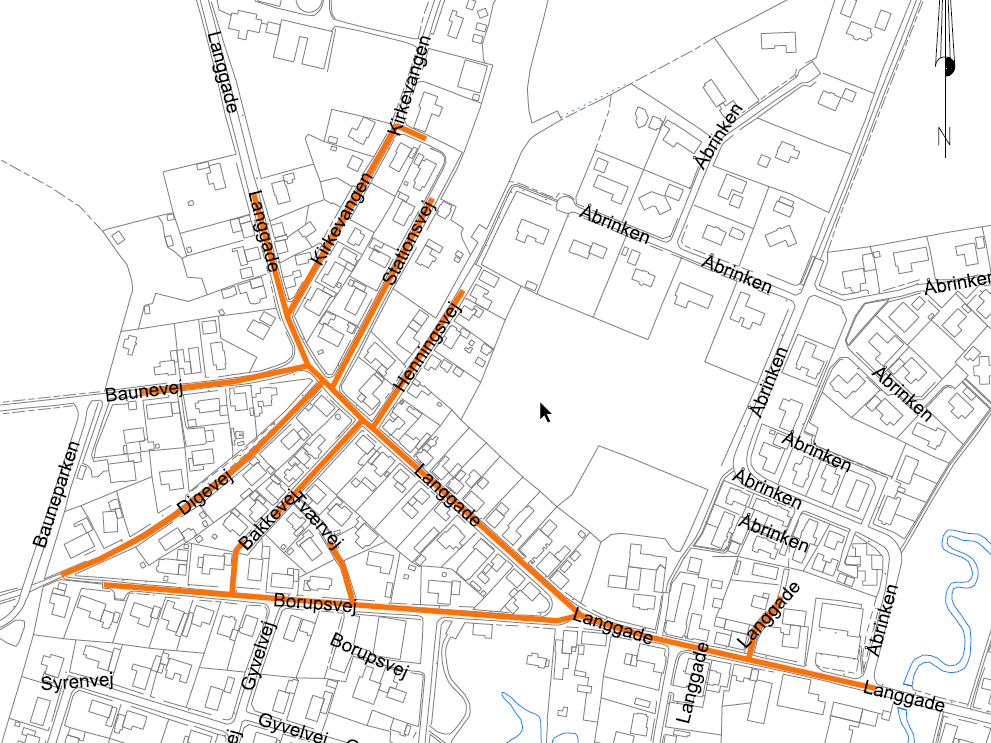 Langgade
Kirkevangen
Åbrinken
N
Kirkevangen
Langgade
Stationsvej
Åbrinken
Åbrinken
Åbrinken
Henningsvej
Baunevej
Åbrinken
Åbrinken
Åbrinken
Bauneparken
Digevej
Langgade
Åbrinken
Bakkevej
Tværvej
Åbrinken
Borupsvej
Langgade
Langgade
Åbrinken
Gyvelvej
Borupsvej
Syrenvej
Langgade
Langgade
Gyvelvej